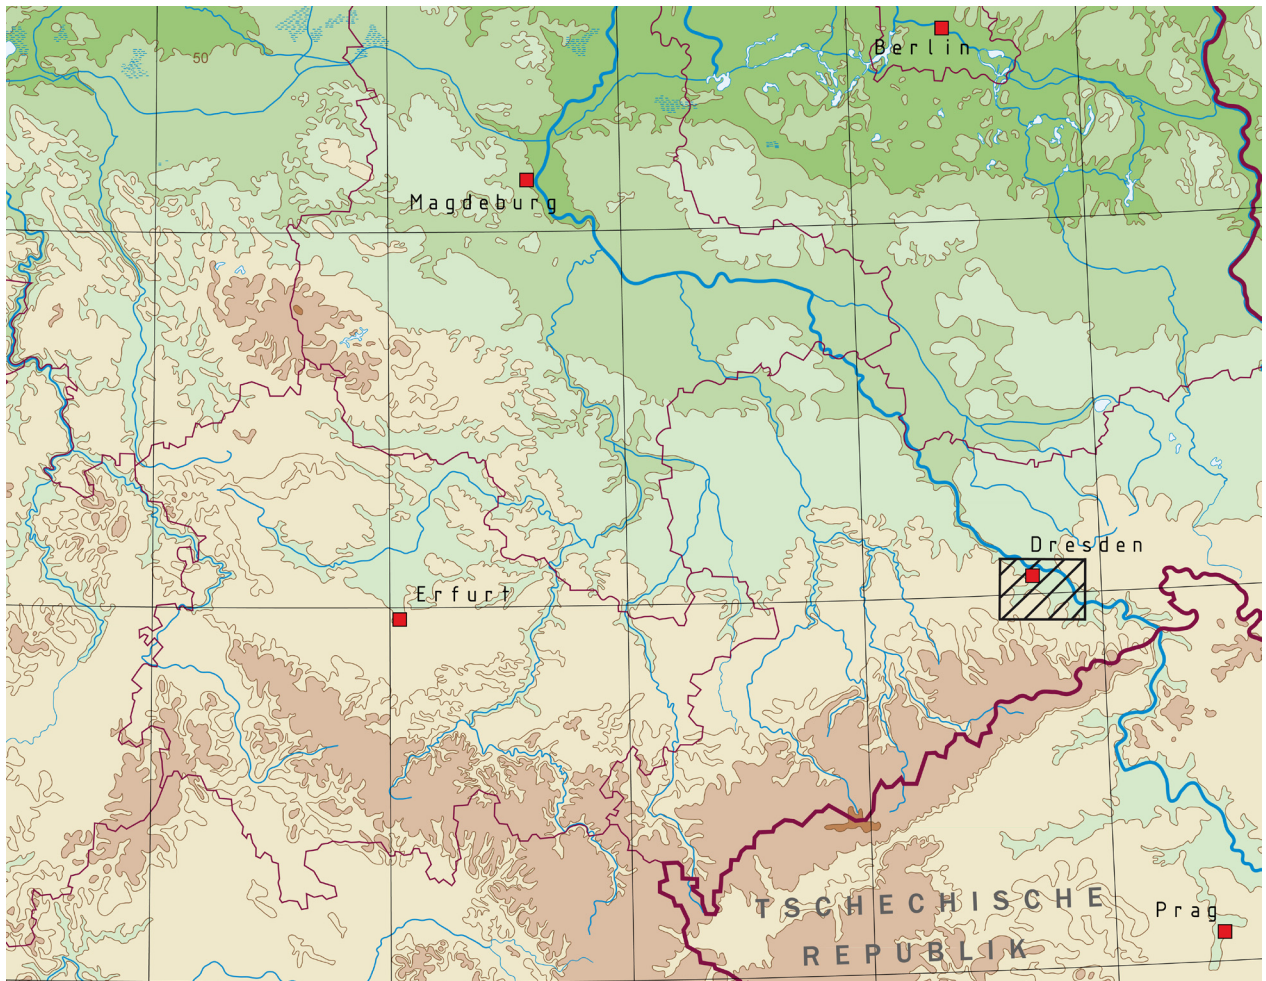 Berlin
50
Magdeburg
Dresden
Erfurt
TSCHECHISCHE
REPUBLIK
Prag